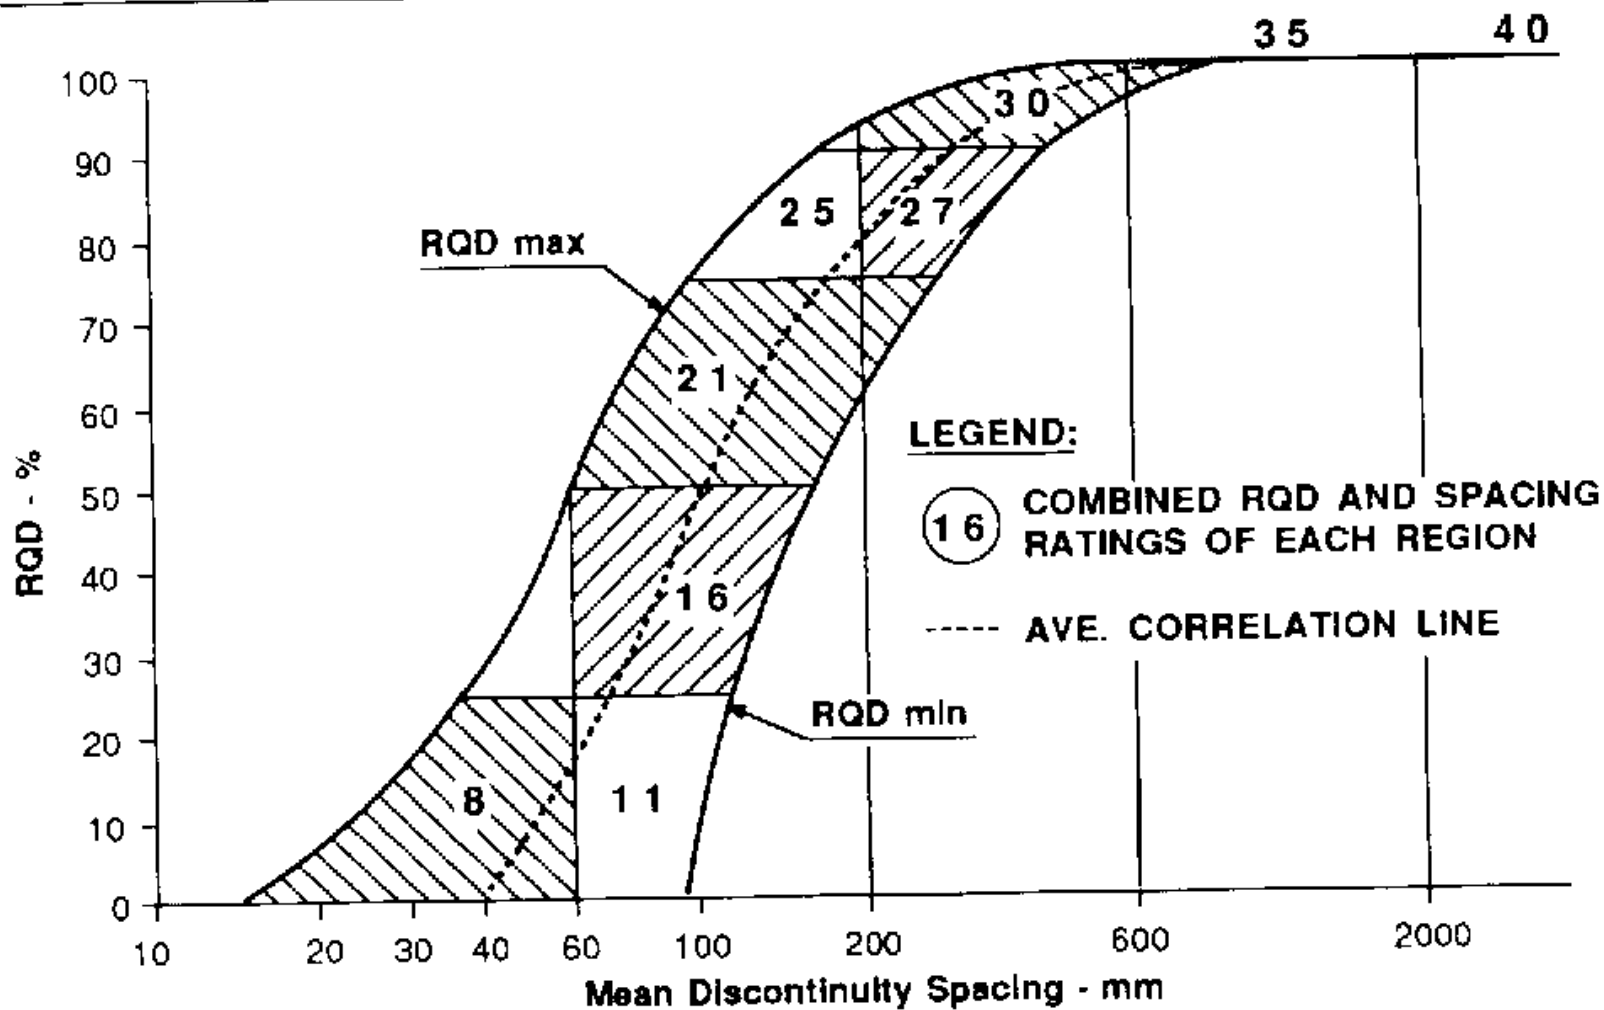 35 40
100
30
90
25 27
RQD max
80
70
21
60
LEGEND:
RQD - %
50
16 COMBINED RQD AND SPACING
RATINGS OF EACH REGION
40
16
AVE. CORRELATION LINE
30
RQD min
20
8 11
10
0
10 20 30 40 60 100 200 600 2000
Mean Discontinuity Spacing - mm